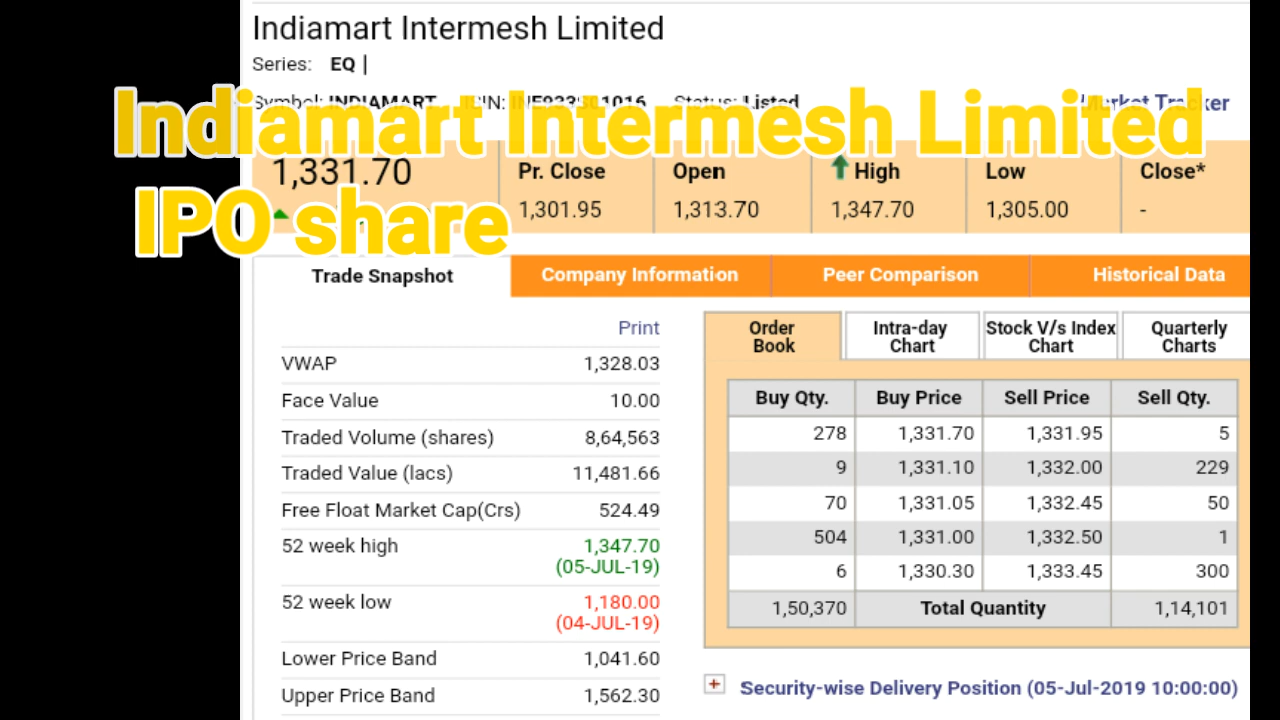 Indiamart Intermesh Limited
Series: EQ |
Symbol: INDIAMART ISIN: INE933S01016 Status: Listed Market Tracker
Indiamart Intermesh Limited
IPO share
1,331.70 Pr. Close Open High Low Close*
1,301.95 1,313.70 1,347.70 1,305.00 -
Trade Snapshot Company Information Peer Comparison Historical Data
Print
VWAP 1,328.03
Face Value 10.00
Traded Volume (shares) 8,64,563
Traded Value (lacs) 11,481.66
Free Float Market Cap(Crs) 524.49
52 week high 1,347.70
(05-JUL-19)
52 week low 1,180.00
(04-JUL-19)
Lower Price Band 1,041.60
Upper Price Band 1,562.30
Order Book Intra-day Chart Stock V/s Index Chart Quarterly Charts
Buy Qty. Buy Price Sell Price Sell Qty.
278 1,331.70 1,331.95 5
9 1,331.10 1,332.00 229
70 1,331.05 1,332.45 50
504 1,331.00 1,332.50 1
6 1,330.30 1,333.45 300
1,50,370 Total Quantity 1,14,101
Security-wise Delivery Position (05-Jul-2019 10:00:00)